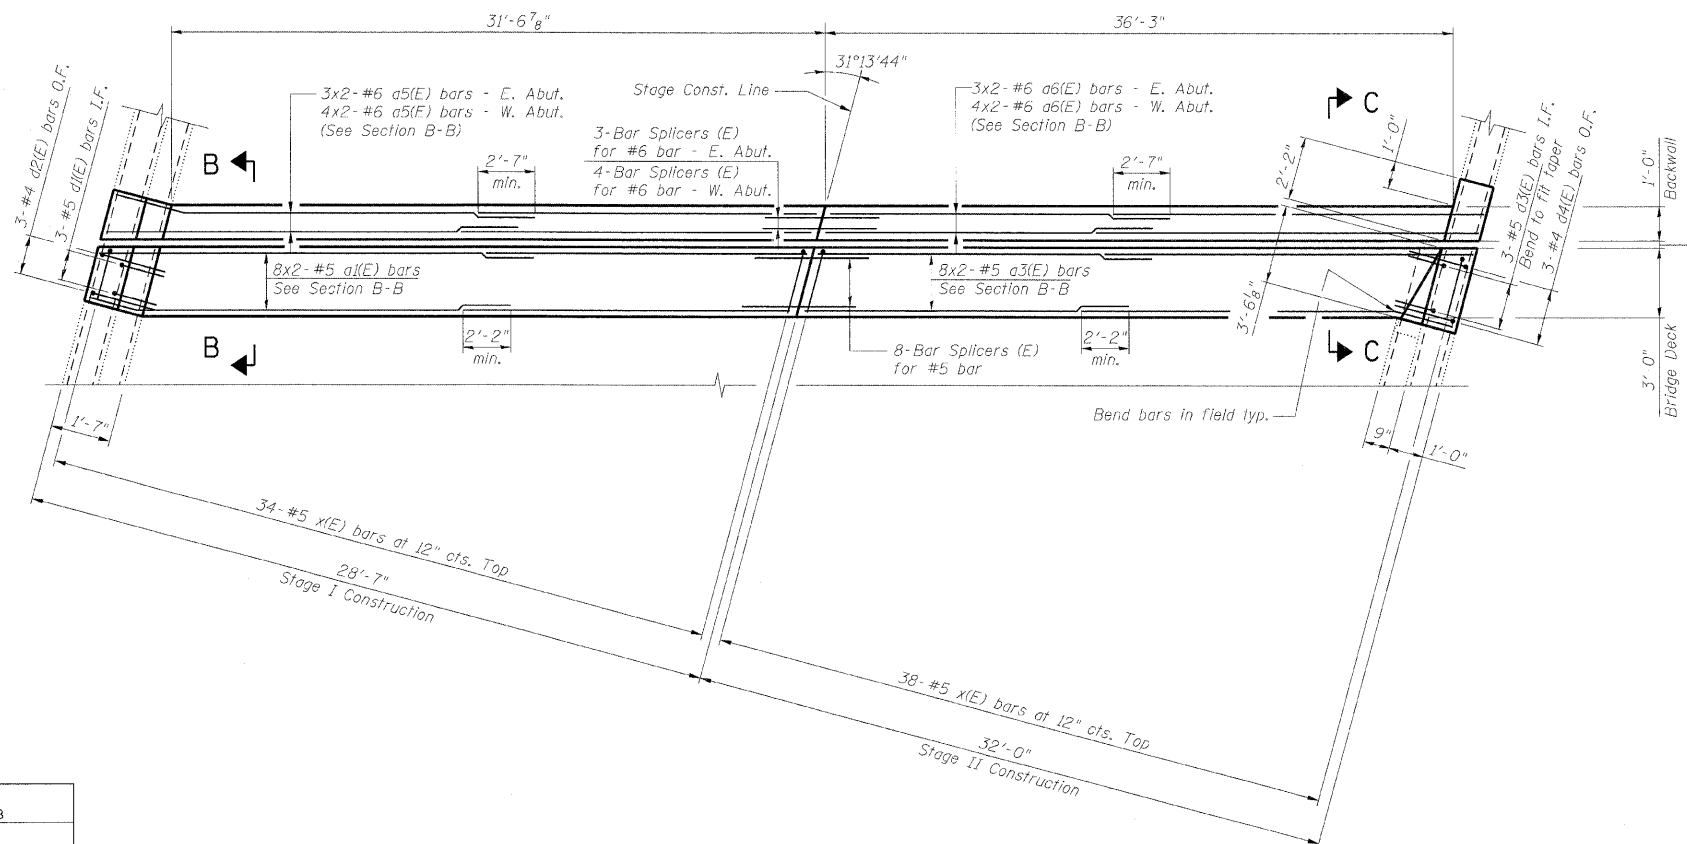 31'-6 7/8"
36'-3"
31°13'44"
3- #4 d2(E) bars O.F.
3- #5 d1(E) bars I.F.
3x2- #6 a5(E) bars - E. Abut.
4x2- #6 a5(E) bars - W. Abut.
(See Section B-B)
Stage Const. Line
3x2- #6 a6(E) bars - E. Abut.
4x2- #6 a6(E) bars - W. Abut.
(See Section B-B)
C
3-Bar Splicers (E)
for #6 bar - E. Abut.
4-Bar Splicers (E)
for #6 bar - W. Abut.
B
2'-7"
min.
2'-7"
min.
2'-2"
1'-0"
3- #5 d3(E) bars I.F.
Bend to fit taper
3- #4 d4(E) bars O.F.
1'-0"
Backwall
8x2- #5 a1(E) bars
See Section B-B
8x2- #5 a3(E) bars
See Section B-B
3'-6 1/8"
B
2'-2"
min.
8-Bar Splicers (E)
for #5 bar
2'-2"
min.
C
3'-0"
Bridge Deck
Bend bars in field typ.
1'-7"
9"
1'-0"
34- #5 x(E) bars at 12" cts. Top
28'-7"
Stage I Construction
38- #5 x(E) bars at 12" cts. Top
32'-0"
Stage II Construction